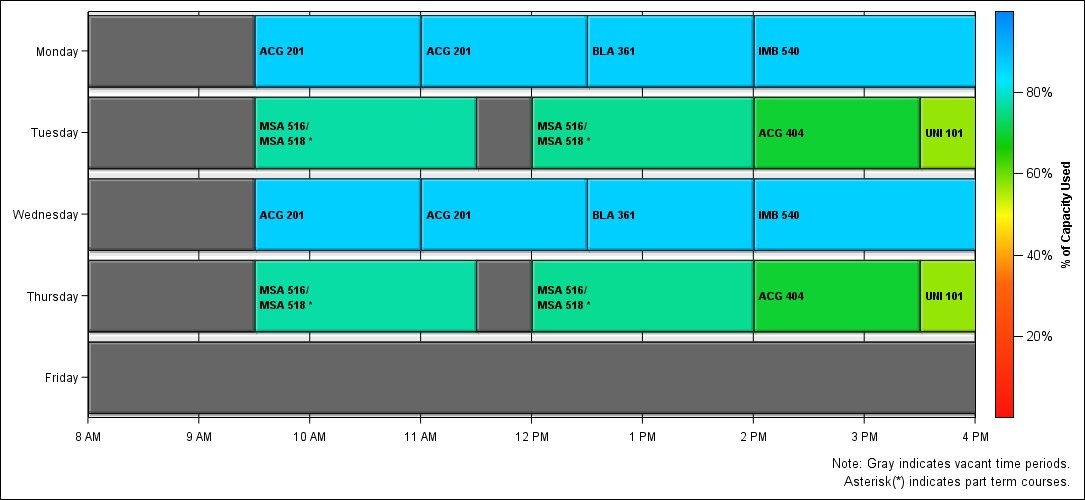 Monday
ACG 201
ACG 201
BLA 361
IMB 540
Tuesday
MSA 516/
MSA 518 *
MSA 516/
MSA 518 *
ACG 404
UNI 101
Wednesday
ACG 201
ACG 201
BLA 361
IMB 540
Thursday
MSA 516/
MSA 518 *
MSA 516/
MSA 518 *
ACG 404
UNI 101
Friday
8 AM
9 AM
10 AM
11 AM
12 PM
1 PM
2 PM
3 PM
4 PM
80%
60%
40%
20%
% of Capacity Used
Note: Gray indicates vacant time periods.
Asterisk(*) indicates part term courses.